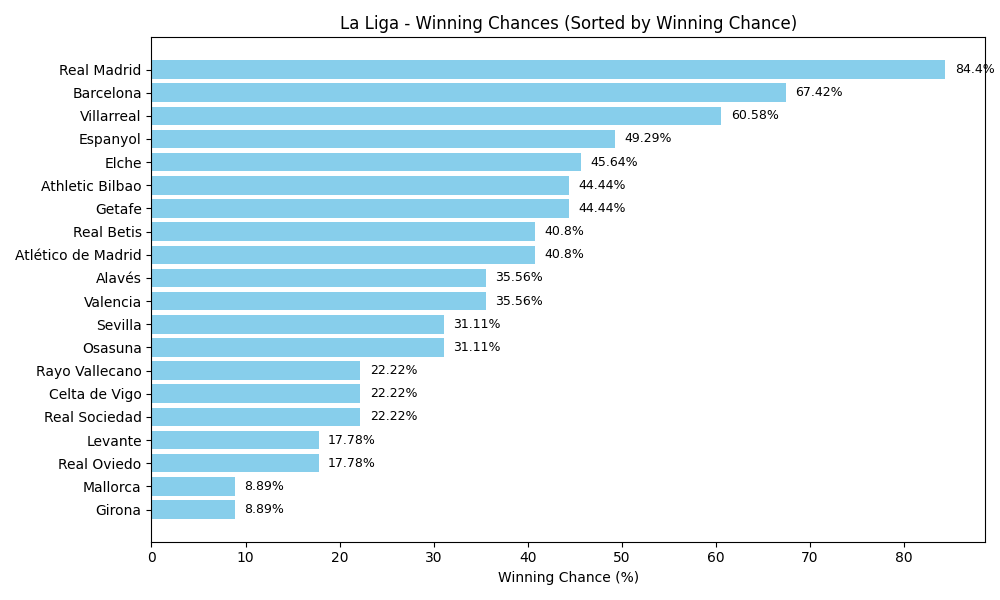 La Liga - Winning Chances (Sorted by Winning Chance)
Real Madrid 84.4%
Barcelona 67.42%
Villarreal 60.58%
Espanyol 49.29%
Elche 45.64%
Athletic Bilbao 44.44%
Getafe 44.44%
Real Betis 40.8%
Atlético de Madrid 40.8%
Alavés 35.56%
Valencia 35.56%
Sevilla 31.11%
Osasuna 31.11%
Rayo Vallecano 22.22%
Celta de Vigo 22.22%
Real Sociedad 22.22%
Levante 17.78%
Real Oviedo 17.78%
Mallorca 8.89%
Girona 8.89%
0 10 20 30 40 50 60 70 80
Winning Chance (%)